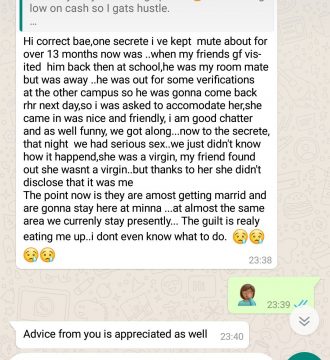 low on cash so I gats hustle.
...
Hi correct bae,one secrete i ve kept  mute about for
over 13 months now was ..when my friends gf vis-
ited  him back then at school,he was my room mate
but was away ..he was out for some verifications
at the other campus so he was gonna come back
rhr next day,so i was asked to accomodate her,she
came in was nice and friendly, i am good chatter
and as well funny, we got along...now to the secrete,
that night  we had serious sex..we just didn't know
how it happend,she was a virgin, my friend found
out she wasnt a virgin..but thanks to her she didn't
disclose that it was me
The point now is they are amost getting marrid and
are gonna stay here at minna ...at almost the same
area we currenly stay presently... The guilt is realy
eating me up..i dont even know what to do. 😢😢
😢😢
23:38
23:39
Advice from you is appreciated as well
23:40